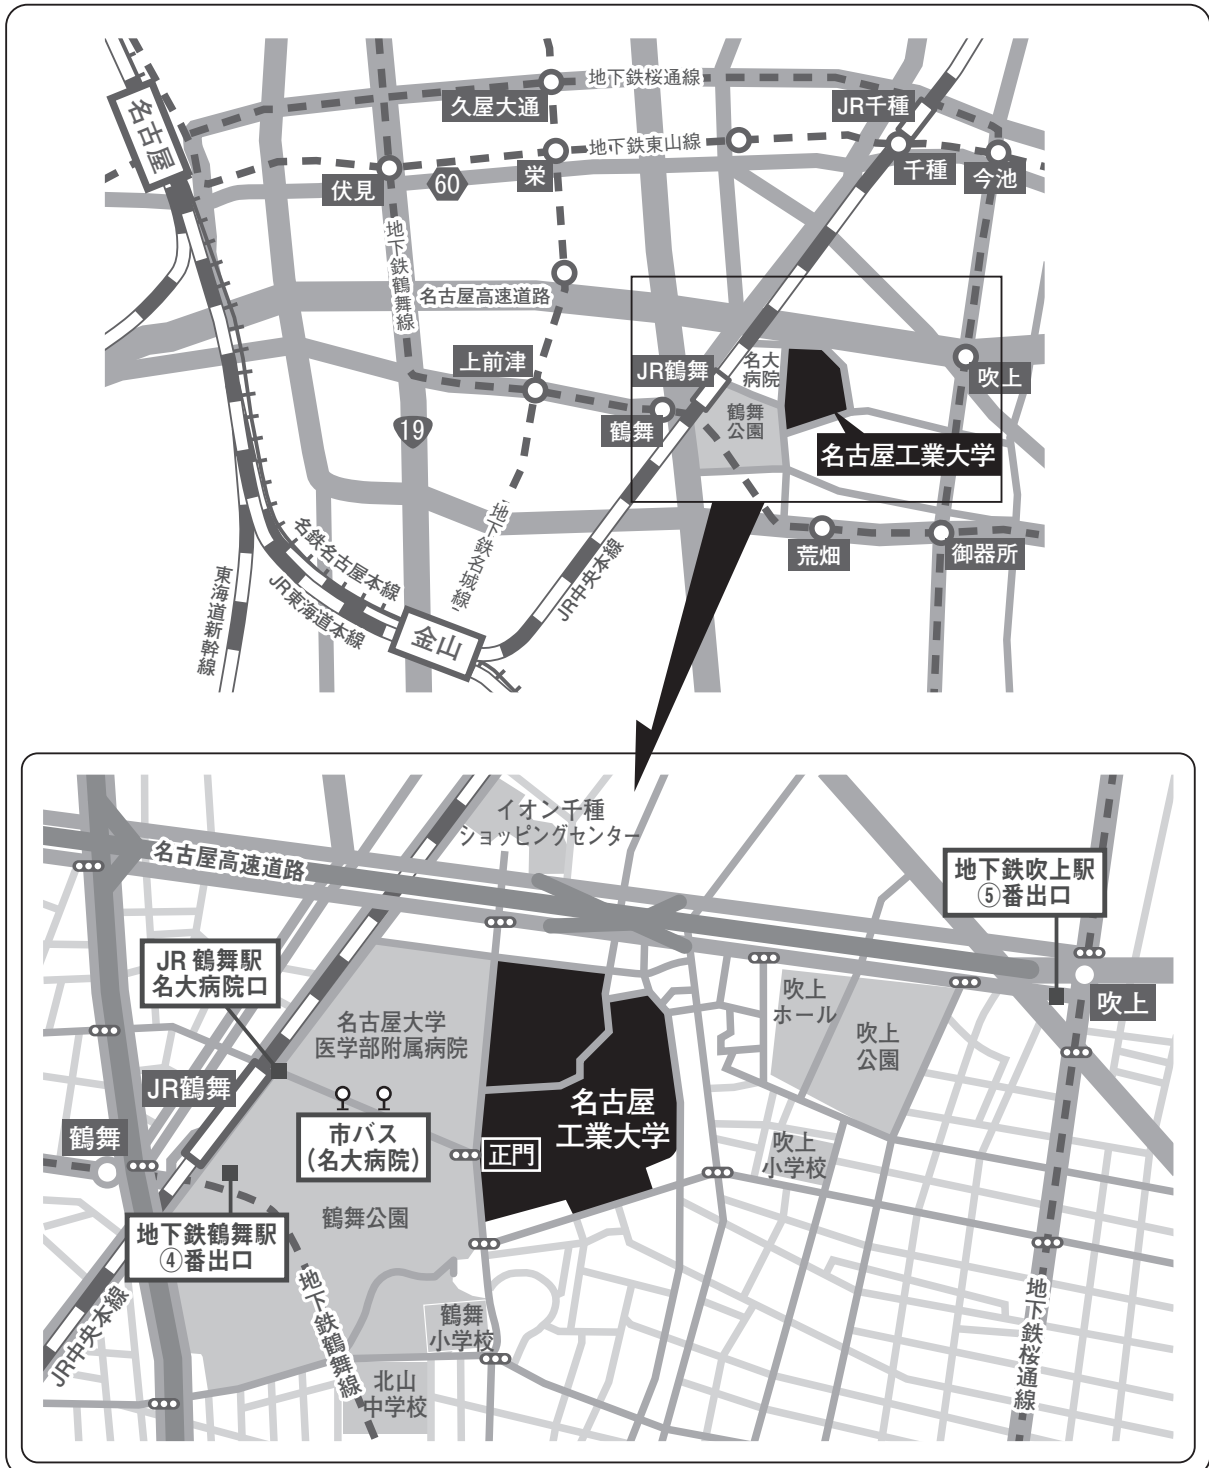 地下鉄桜通線
久屋大通
JR千種
名古屋
地下鉄東山線
伏見
60
栄
千種
今池
地下鉄鶴舞線
名古屋高速道路
上前津
JR鶴舞
名大
病院
吹上
19
鶴舞
鶴舞
公園
名古屋工業大学
地下鉄名城線
荒畑
御器所
名鉄名古屋本線
JR東海道本線
東海道新幹線
金山
JR中央本線
イオン千種
ショッピングセンター
名古屋高速道路
地下鉄吹上駅
⑤番出口
JR 鶴舞駅
名大病院口
吹上
ホール
吹上
名古屋大学
医学部附属病院
吹上
公園
JR鶴舞
名古屋
工業大学
鶴舞
市バス
(名大病院)
正門
吹上
小学校
鶴舞公園
地下鉄鶴舞駅
④番出口
地下鉄鶴舞線
地下鉄桜通線
JR中央本線
鶴舞
小学校
北山
中学校